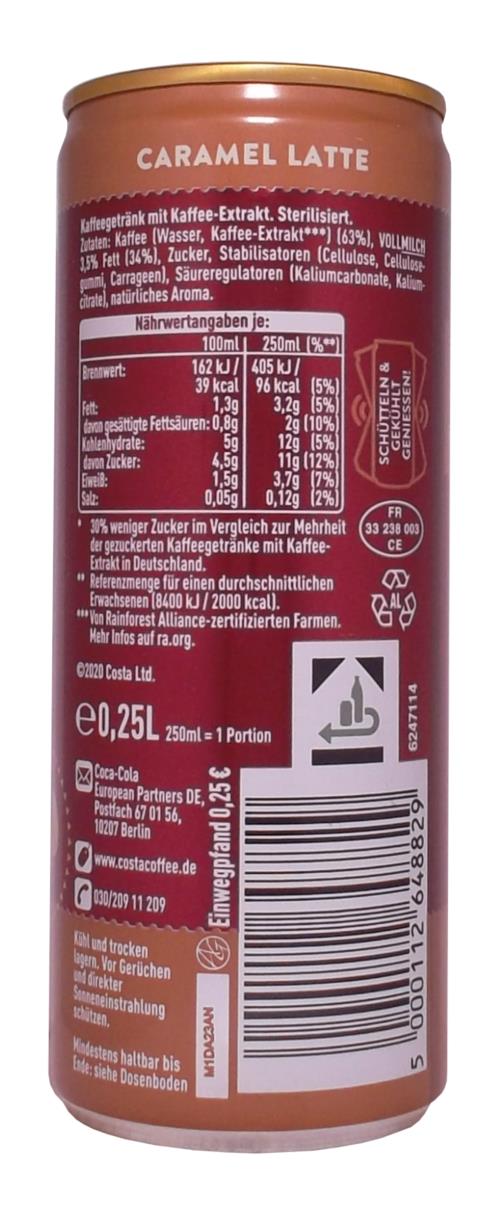 CARAMEL LATTE
Kaffeegetränk mit Kaffee-Extrakt. Sterilisiert.
Zutaten: Kaffee (Wasser, Kaffee-Extrakt***) (63%), VOLLMILCH
3,5% Fett (34%), Zucker, Stabilisatoren (Cellulose, Cellulose-
gummi, Carrageen), Säureregulatoren (Kaliumcarbonate, Kalium-
citrate), natürliches Aroma.
Nährwertangaben je:
100ml 250ml (%**)
Brennwert: 162 kJ / 405 kJ /
39 kcal 96 kcal (5%)
Fett: 1,3g 3,2g (5%)
davon gesättigte Fettsäuren: 0,8g 2g (10%)
Kohlenhydrate: 5g 12g (5%)
davon Zucker: 4,5g 11g (12%)
Eiweiß: 1,5g 3,7g (7%)
Salz: 0,05g 0,12g (2%)
SCHÜTTELN &
GEKÜHLT
GENIESSEN!
* 30% weniger Zucker im Vergleich zur Mehrheit
der gezuckerten Kaffeegetränke mit Kaffee-
Extrakt in Deutschland.
** Referenzmenge für einen durchschnittlichen
Erwachsenen (8400 kJ / 2000 kcal).
*** Von Rainforest Alliance-zertifizierten Farmen.
Mehr Infos auf ra.org.
FR
33 238 003
CE
AL
©2020 Costa Ltd.
℮0,25L 250ml = 1 Portion
6247114
Coca-Cola
European Partners DE,
Postfach 67 01 56,
10207 Berlin
www.costacoffee.de
030/209 11 209
Einwegpfand 0,25 €
Kühl und trocken
lagern. Vor Gerüchen
und direkter
Sonneneinstrahlung
schützen.
Mindestens haltbar bis
Ende: siehe Dosenboden
M1DA23AN
5 000112 648829